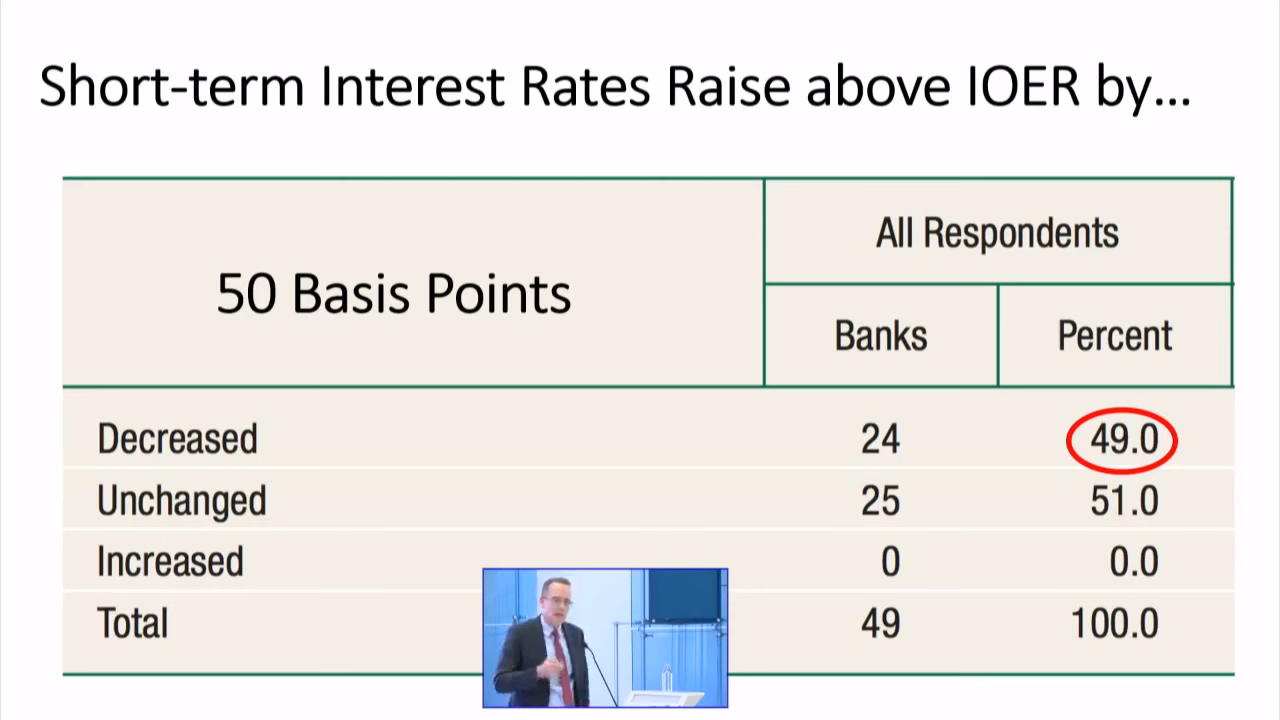 Short-term Interest Rates Raise above IOER by...
50 Basis Points
All Respondents
Banks Percent
Decreased 24 49.0
Unchanged 25 51.0
Increased 0 0.0
Total 49 100.0